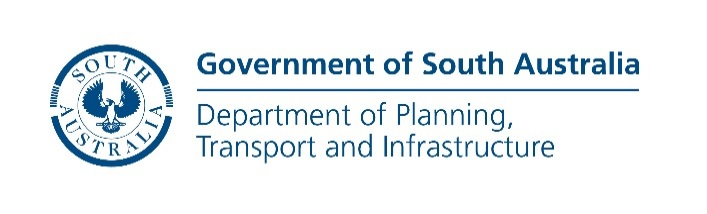 SOUTH
AUSTRALIA
Government of South Australia
Department of Planning,
Transport and Infrastructure